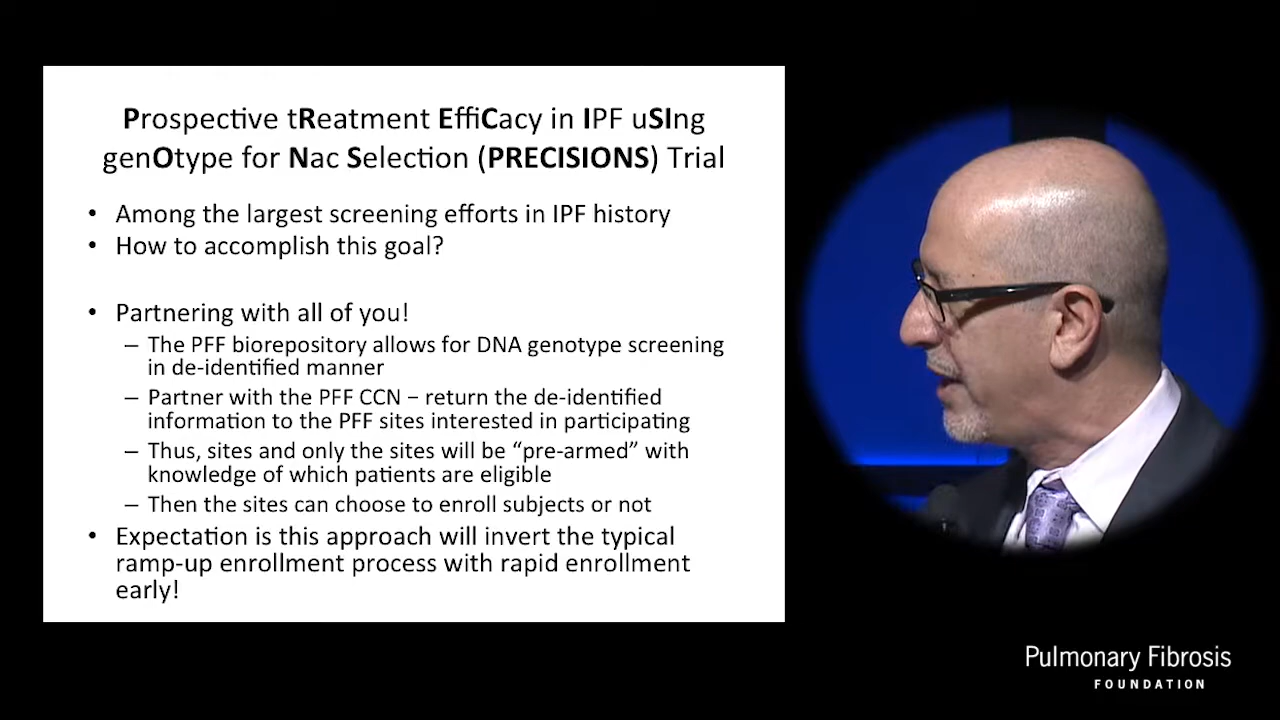 Prospective tReatment EffiCacy in IPF uSIng
genOtype for Nac Selection (PRECISIONS) Trial
• Among the largest screening efforts in IPF history
• How to accomplish this goal?
• Partnering with all of you!
– The PFF biorepository allows for DNA genotype screening
in de-identified manner
– Partner with the PFF CCN – return the de-identified
information to the PFF sites interested in participating
– Thus, sites and only the sites will be “pre-armed” with
knowledge of which patients are eligible
– Then the sites can choose to enroll subjects or not
• Expectation is this approach will invert the typical
ramp-up enrollment process with rapid enrollment
early!
Pulmonary Fibrosis
FOUNDATION